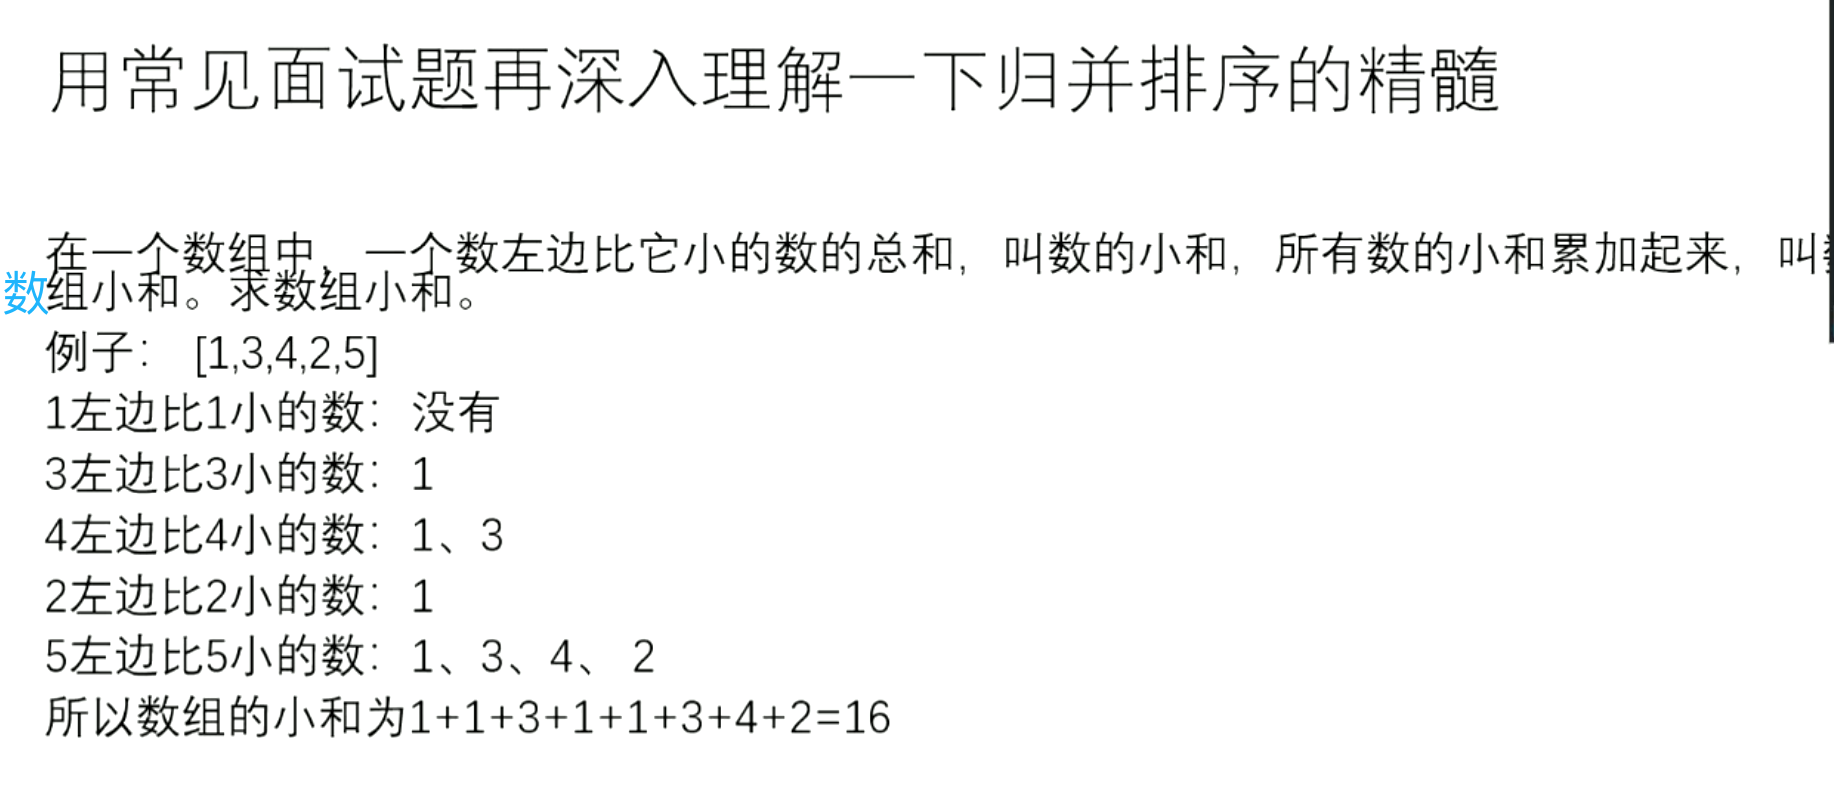 用常见面试题再深入理解一下归并排序的精髓
在一个数组中，一个数左边比它小的数的总和，叫数的小和，所有数的小和累加起来，叫
数组小和。求数组小和。
例子： [1,3,4,2,5]
1左边比1小的数：没有
3左边比3小的数：1
4左边比4小的数：1、3
2左边比2小的数：1
5左边比5小的数：1、3、4、 2
所以数组的小和为1+1+3+1+1+3+4+2=16